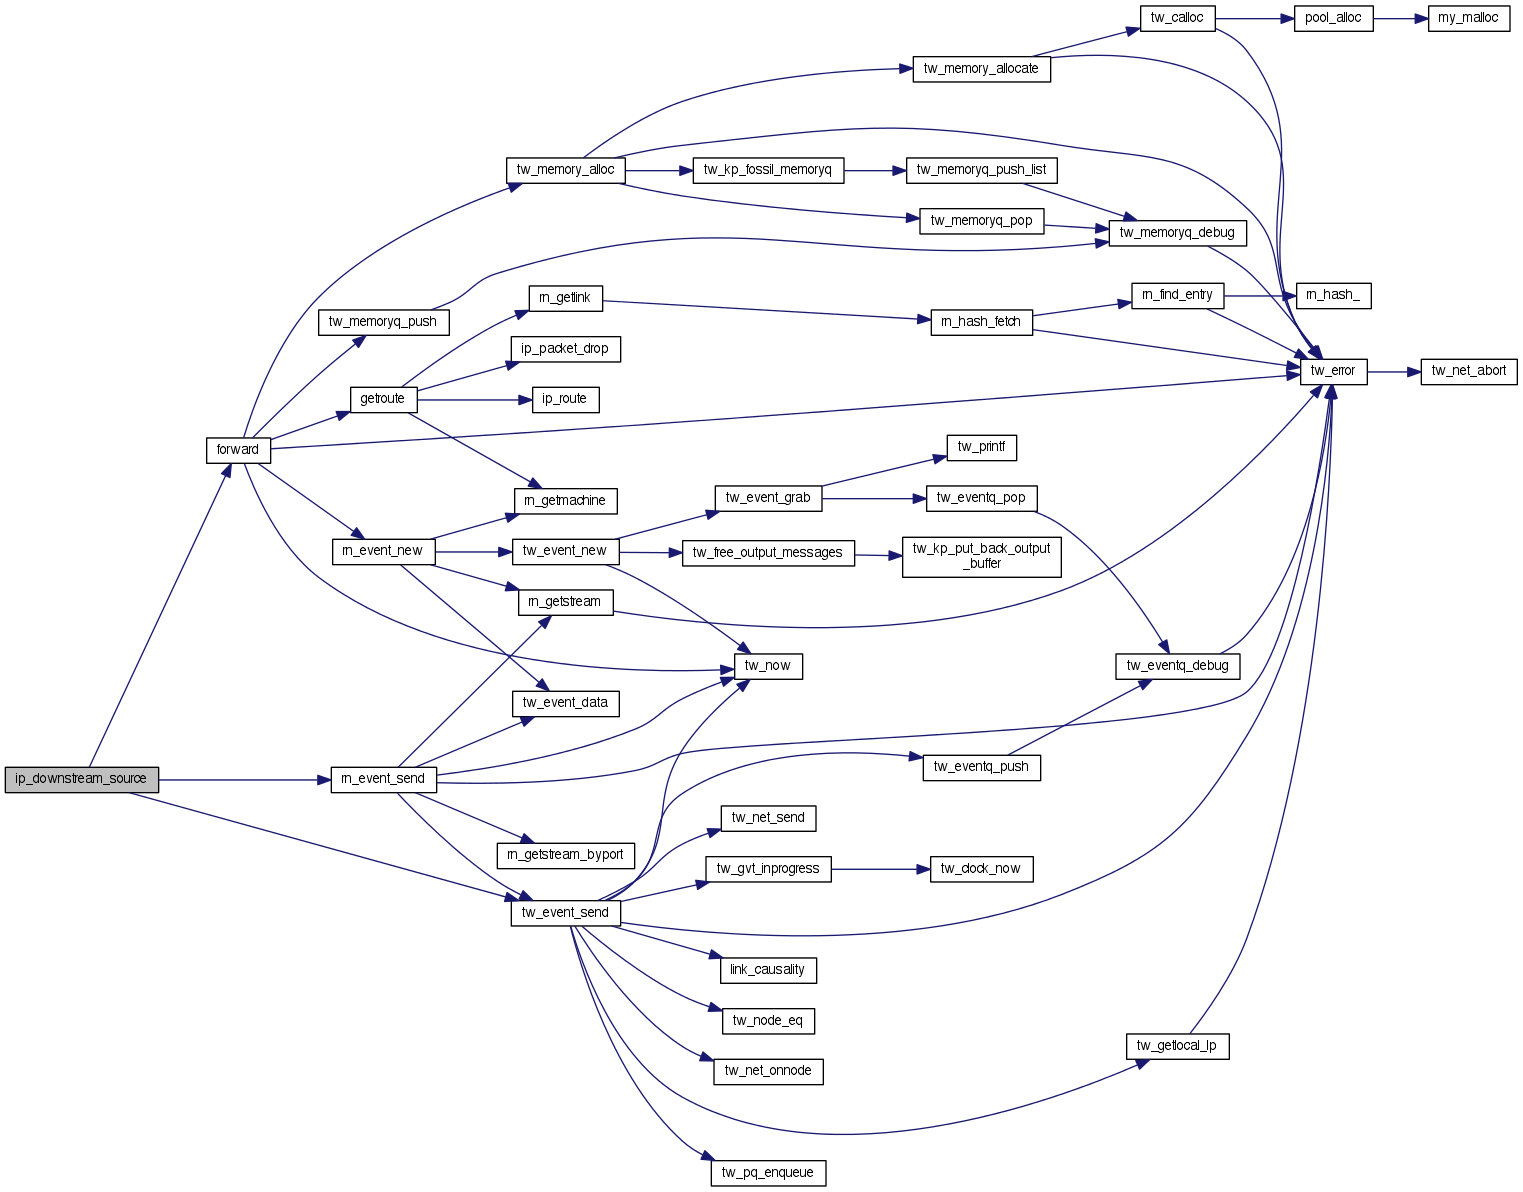 tw_calloc
pool_alloc
my_malloc
tw_memory_allocate
tw_memory_alloc
tw_kp_fossil_memoryq
tw_memoryq_push_list
tw_memoryq_pop
tw_memoryq_debug
rn_getlink
rn_find_entry
rn_hash_
tw_memoryq_push
rn_hash_fetch
ip_packet_drop
tw_error
tw_net_abort
getroute
ip_route
forward
tw_printf
rn_getmachine
tw_event_grab
tw_eventq_pop
rn_event_new
tw_event_new
tw_free_output_messages
tw_kp_put_back_output
_buffer
rn_getstream
tw_now
tw_eventq_debug
tw_event_data
ip_downstream_source
rn_event_send
tw_eventq_push
tw_net_send
rn_getstream_byport
tw_gvt_inprogress
tw_clock_now
tw_event_send
link_causality
tw_node_eq
tw_getlocal_lp
tw_net_onnode
tw_pq_enqueue